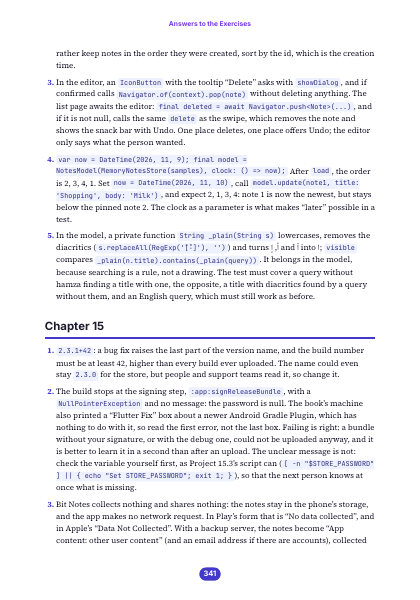 Answers to the Exercises
rather keep notes in the order they were created, sort by the id, which is the creation
time.
3. In the editor, an IconButton with the tooltip “Delete” asks with showDialog, and if
confirmed calls Navigator.of(context).pop(note) without deleting anything. The
list page awaits the editor: final deleted = await Navigator.push<Note>(...), and
if it is not null, calls the same delete as the swipe, which removes the note and
shows the snack bar with Undo. One place deletes, one place offers Undo; the editor
only says what the person wanted.
4. var now = DateTime(2026, 11, 9); final model =
NotesModel(MemoryNotesStore(samples), clock: () => now); After load, the order
is 2, 3, 4, 1. Set now = DateTime(2026, 11, 10), call model.update(note1, title:
'Shopping', body: 'Milk'), and expect 2, 1, 3, 4: note 1 is now the newest, but stays
below the pinned note 2. The clock as a parameter is what makes “later” possible in a
test.
5. In the model, a private function String _plain(String s) lowercases, removes the
diacritics (s.replaceAll(RegExp('[]'), '')) and turns and into ; visible
compares _plain(n.title).contains(_plain(query)). It belongs in the model,
because searching is a rule, not a drawing. The test must cover a query without
hamza finding a title with one, the opposite, a title with diacritics found by a query
without them, and an English query, which must still work as before.
Chapter 15
1. 2.3.1+42: a bug fix raises the last part of the version name, and the build number
must be at least 42, higher than every build ever uploaded. The name could even
stay 2.3.0 for the store, but people and support teams read it, so change it.
2. The build stops at the signing step, :app:signReleaseBundle, with a
NullPointerException and no message: the password is null. The book's machine
also printed a “Flutter Fix” box about a newer Android Gradle Plugin, which has
nothing to do with it, so read the first error, not the last box. Failing is right: a bundle
without your signature, or with the debug one, could not be uploaded anyway, and it
is better to learn it in a second than after an upload. The unclear message is not:
check the variable yourself first, as Project 15.3's script can ([ -n "$STORE_PASSWORD"
] || { echo "Set STORE_PASSWORD"; exit 1; }), so that the next person knows at
once what is missing.
3. Bit Notes collects nothing and shares nothing: the notes stay in the phone's storage,
and the app makes no network request. In Play's form that is “No data collected”, and
in Apple's “Data Not Collected”. With a backup server, the notes become “App
content: other user content” (and an email address if there are accounts), collected
341